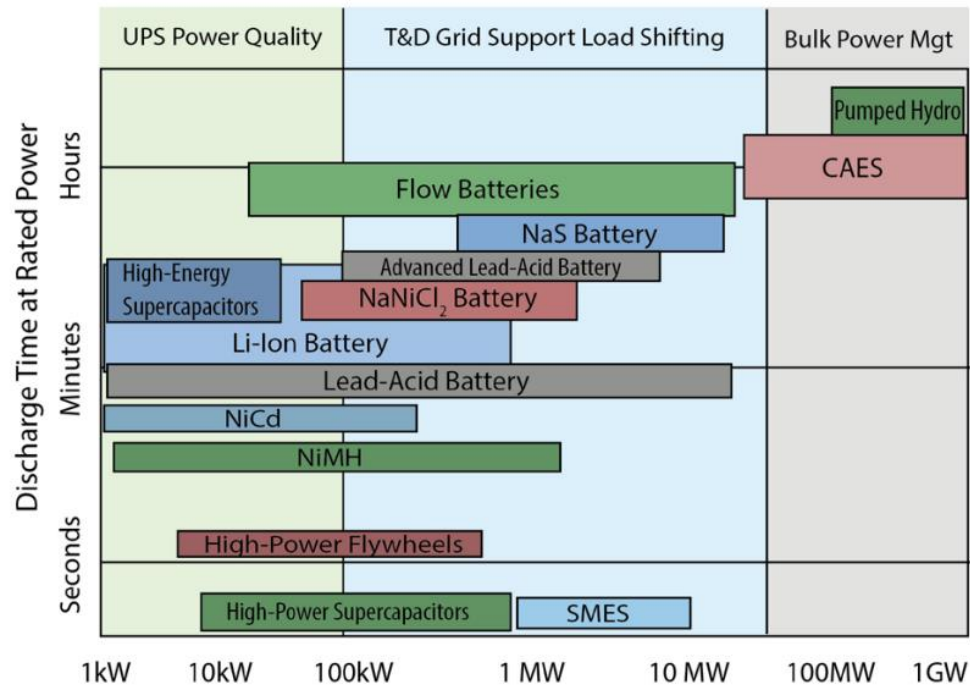 UPS Power Quality
T&D Grid Support Load Shifting
Bulk Power Mgt
Discharge Time at Rated Power
Hours
Minutes
Seconds
Pumped Hydro
CAES
Flow Batteries
NaS Battery
Advanced Lead-Acid Battery
High-Energy
Supercapacitors
NaNiCl₂ Battery
Li-Ion Battery
Lead-Acid Battery
NiCd
NiMH
High-Power Flywheels
High-Power Supercapacitors
SMES
1kW
10kW
100kW
1 MW
10 MW
100MW
1GW